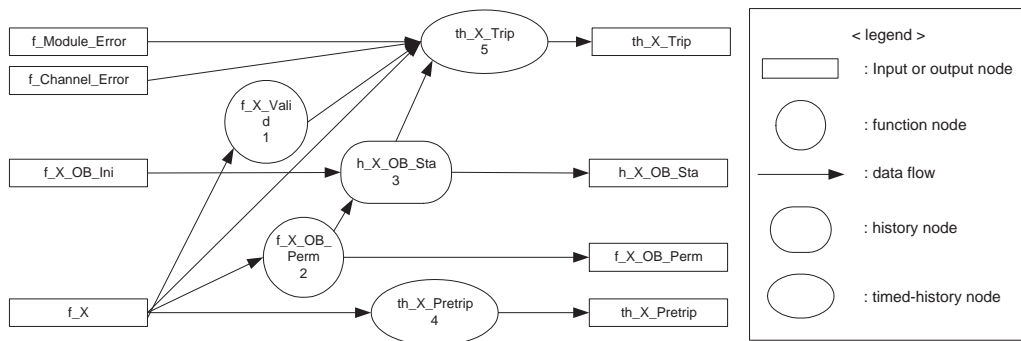 f_Module_Error
th_X_Trip
5
th_X_Trip
f_Channel_Error
f_X_Vali
d
1
f_X_OB_Ini
h_X_OB_Sta
3
h_X_OB_Sta
f_X_OB_
Perm
2
f_X_OB_Perm
f_X
th_X_Pretrip
4
th_X_Pretrip
< legend >
: Input or output node
: function node
: data flow
: history node
: timed-history node